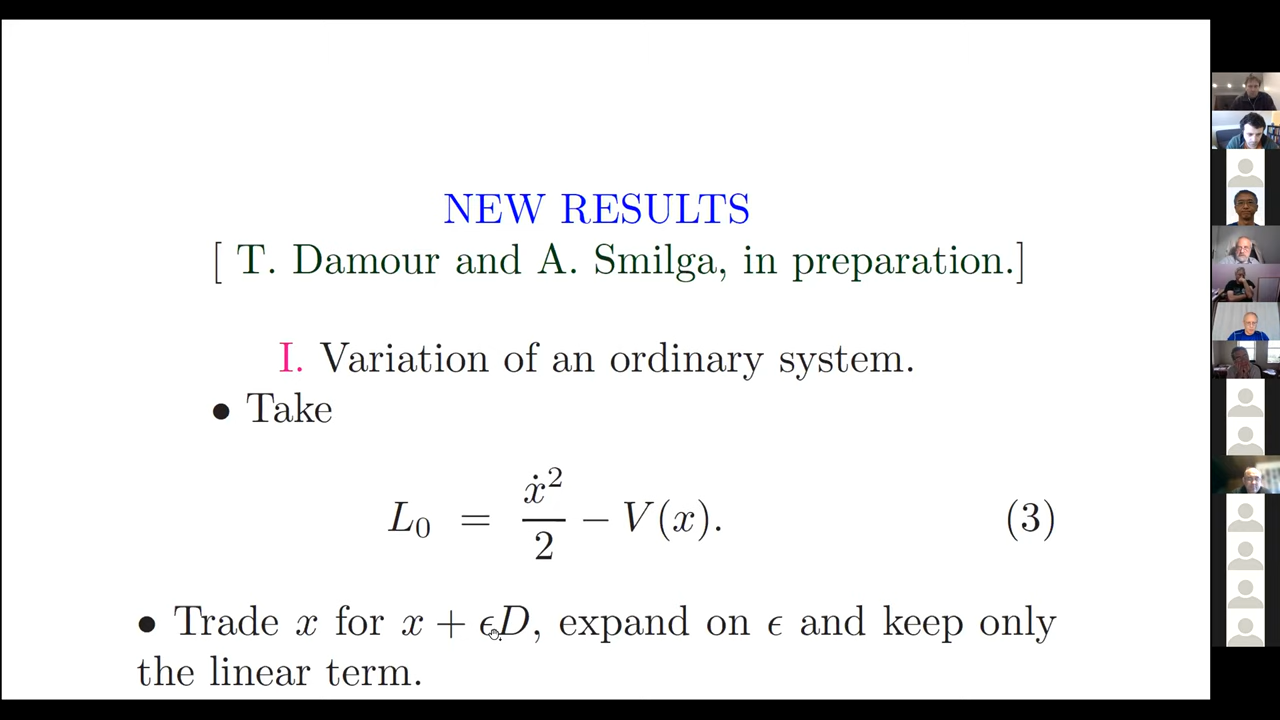 NEW RESULTS
[ T. Damour and A. Smilga, in preparation.]
I. Variation of an ordinary system.
• Take
L₀ = ẋ²/2 − V(x). (3)
• Trade x for x + ϵD, expand on ϵ and keep only
the linear term.